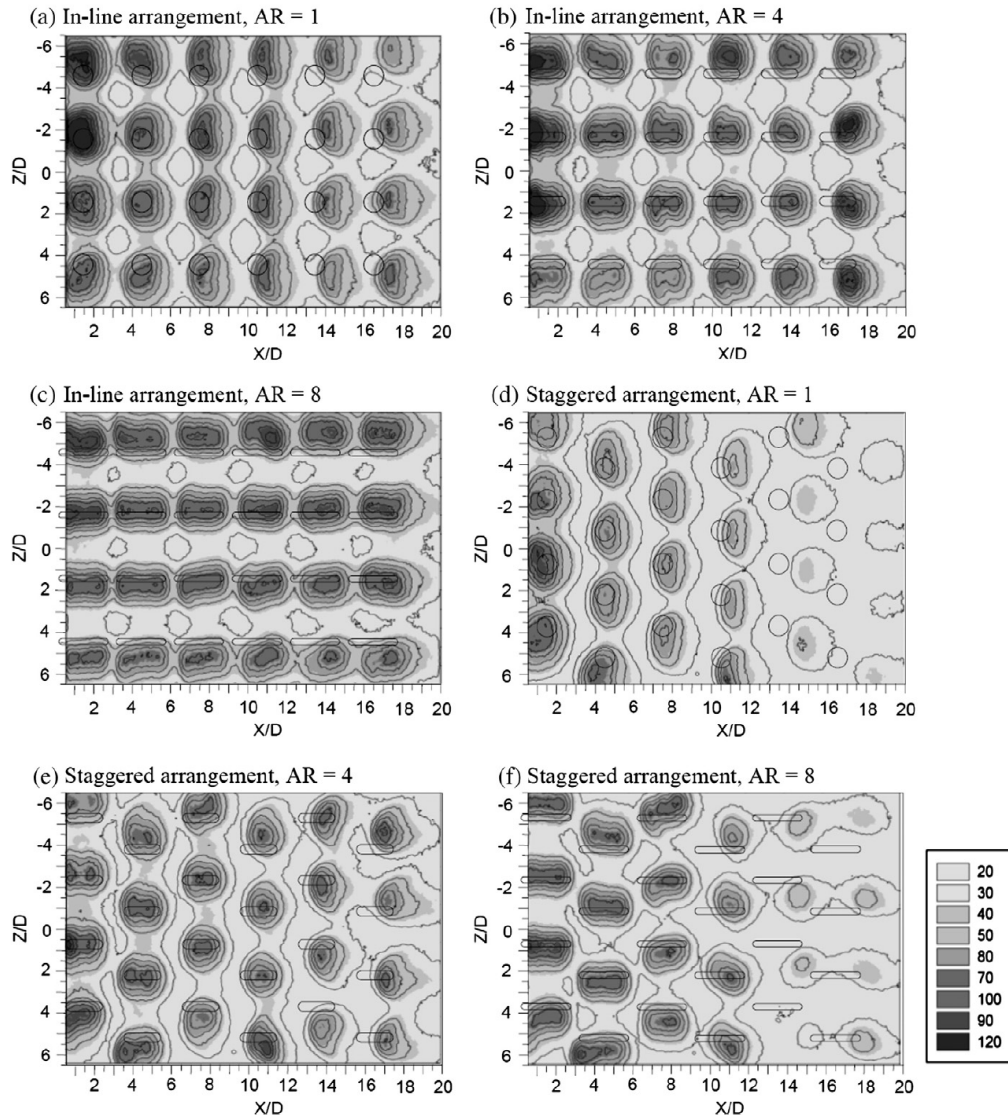 (a) In-line arrangement, AR = 1
(b) In-line arrangement, AR = 4
-6
-4
-2
0
2
4
6
Z/D
2 4 6 8 10 12 14 16 18 20
X/D
-6
-4
-2
0
2
4
6
Z/D
2 4 6 8 10 12 14 16 18 20
X/D
(c) In-line arrangement, AR = 8
(d) Staggered arrangement, AR = 1
-6
-4
-2
0
2
4
6
Z/D
2 4 6 8 10 12 14 16 18 20
X/D
-6
-4
-2
0
2
4
6
Z/D
2 4 6 8 10 12 14 16 18 20
X/D
(e) Staggered arrangement, AR = 4
(f) Staggered arrangement, AR = 8
-6
-4
-2
0
2
4
6
Z/D
2 4 6 8 10 12 14 16 18 20
X/D
-6
-4
-2
0
2
4
6
Z/D
2 4 6 8 10 12 14 16 18 20
X/D
20
30
40
50
80
70
100
90
120